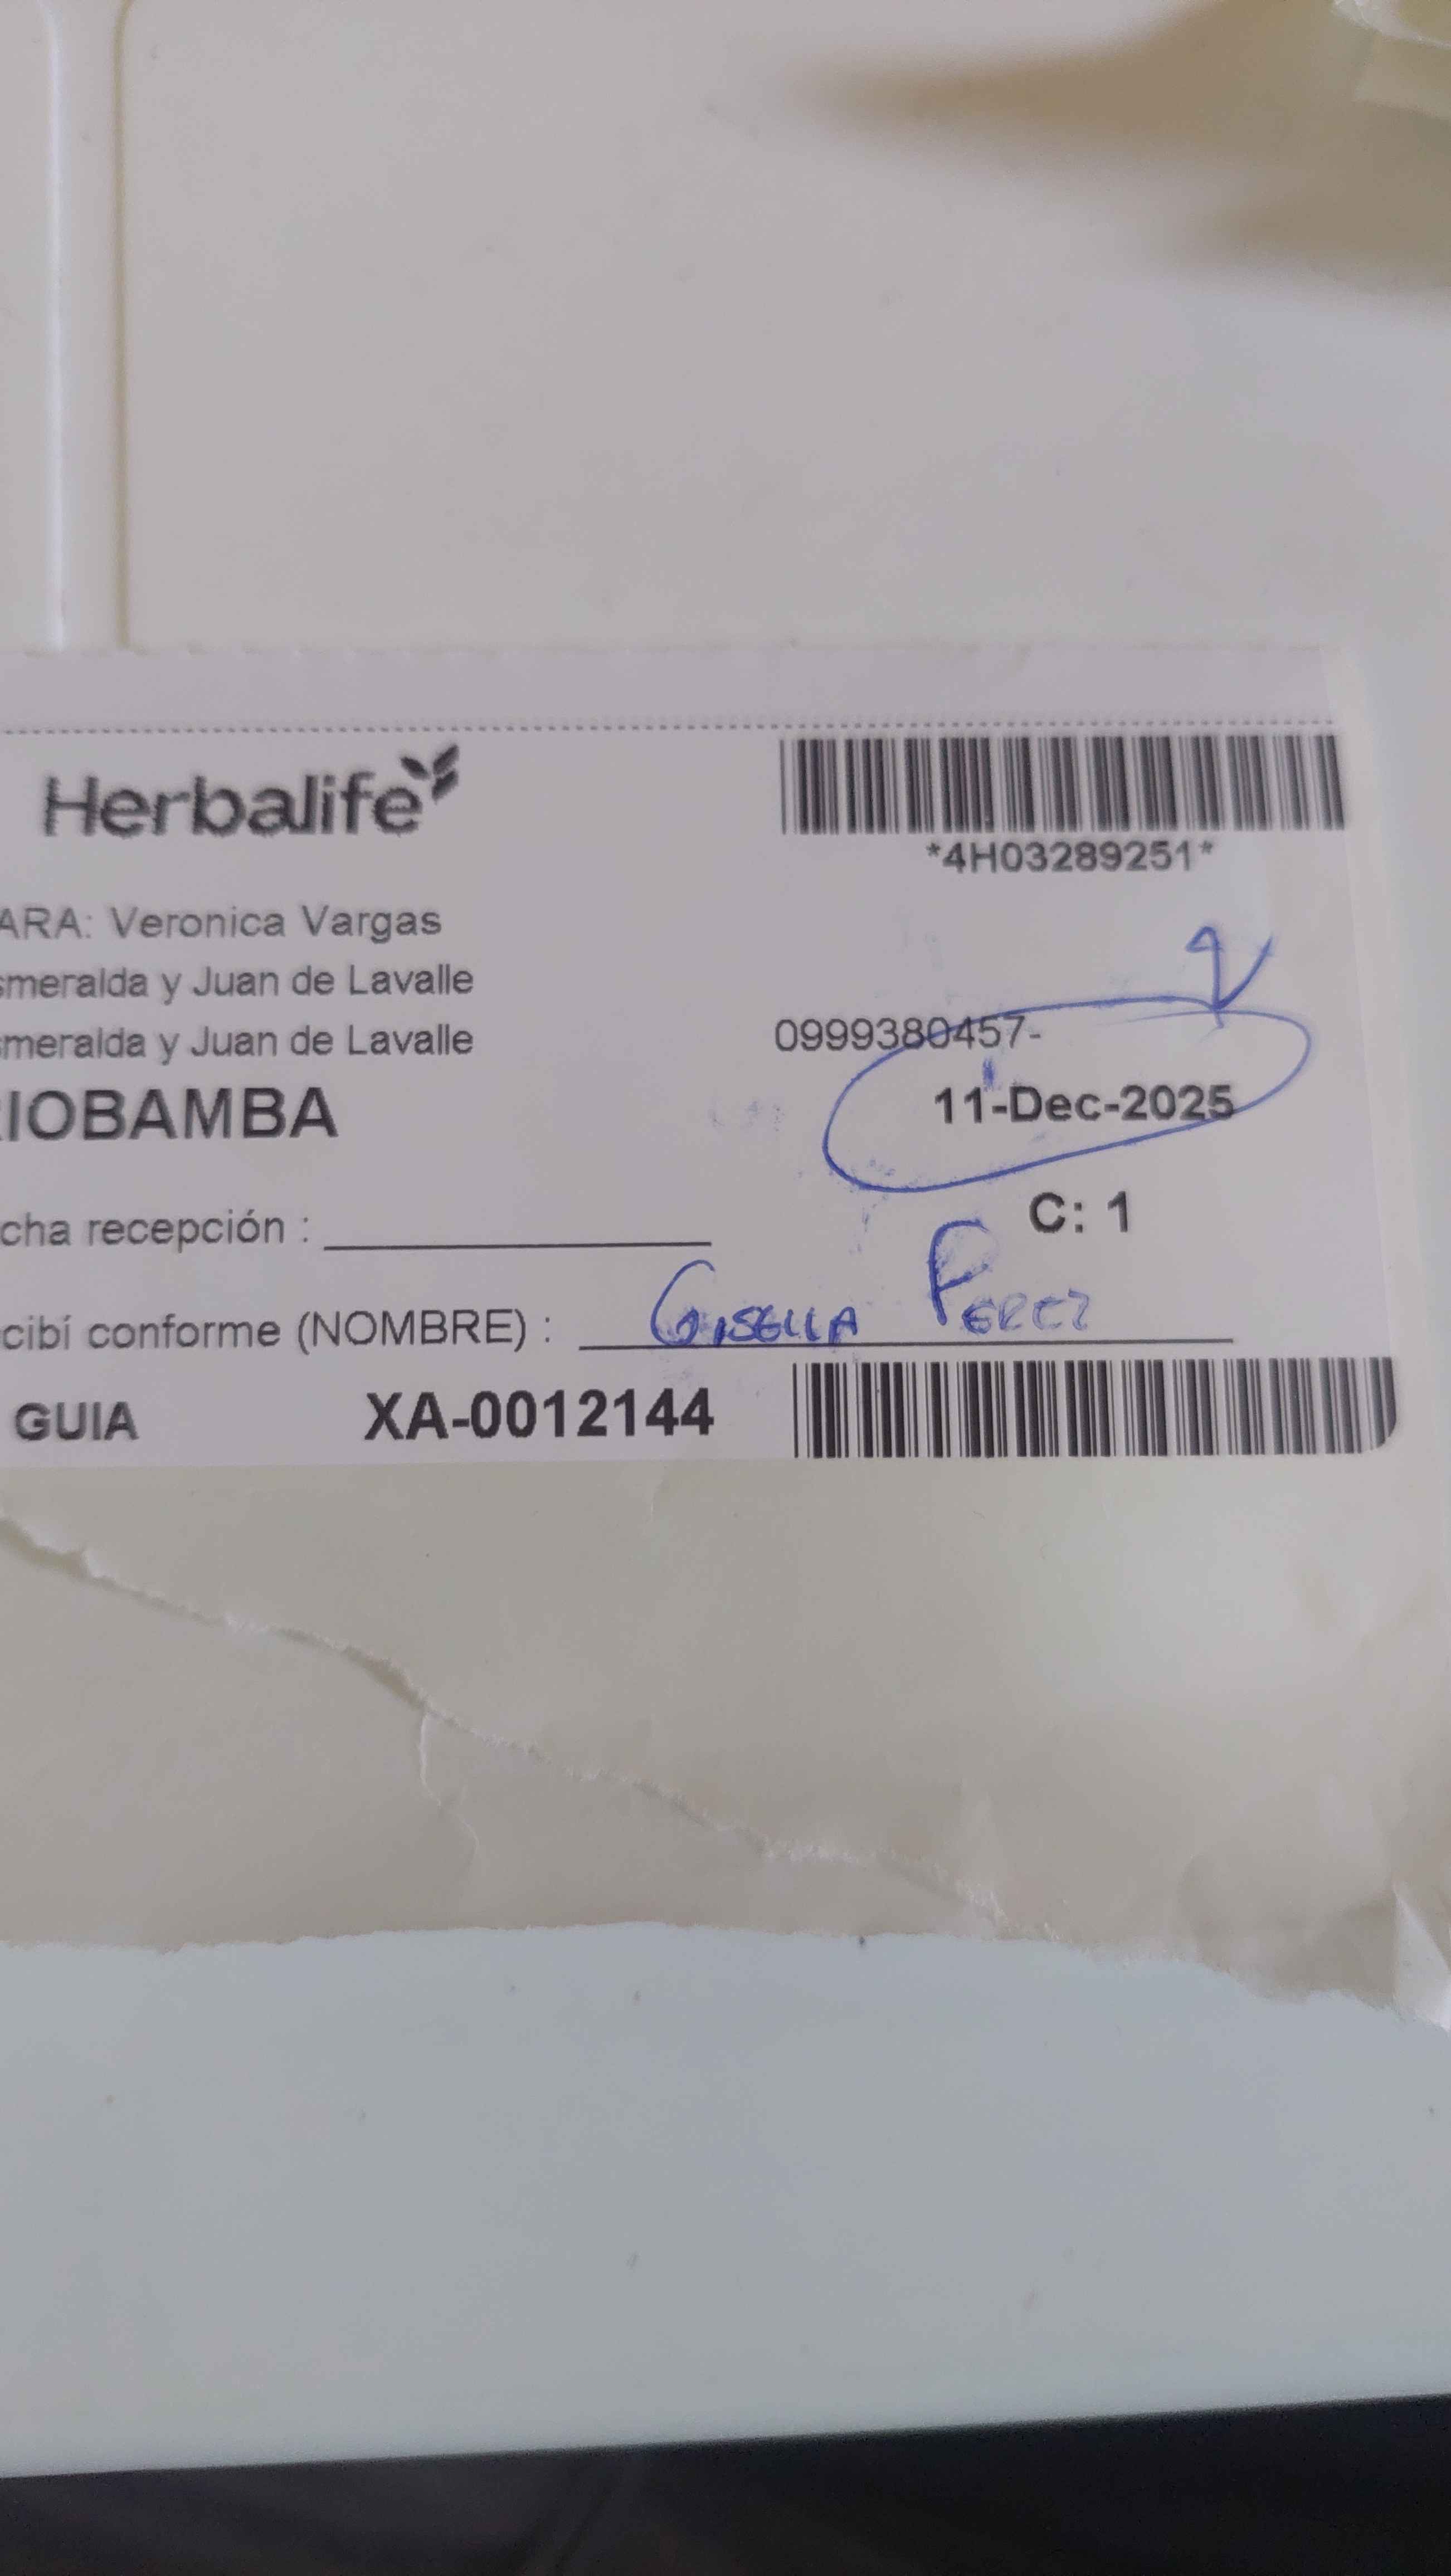 Herbalife
*4H03289251*
ARA: Veronica Vargas
smeralda y Juan de Lavalle
smeralda y Juan de Lavalle 0999380457-
IOBAMBA 11-Dec-2025
cha recepción :
C: 1
cibí conforme (NOMBRE) : GISELLA PEREZ
GUIA XA-0012144